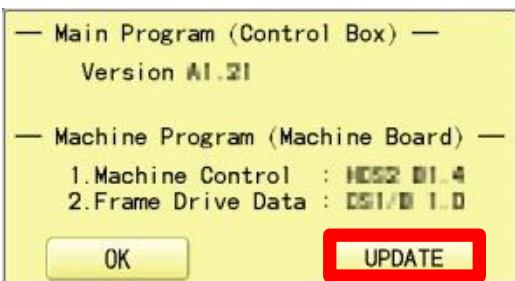 — Main Program (Control Box) —
Version A1.21
— Machine Program (Machine Board) —
1.Machine Control :
2.Frame Drive Data :
OK
UPDATE